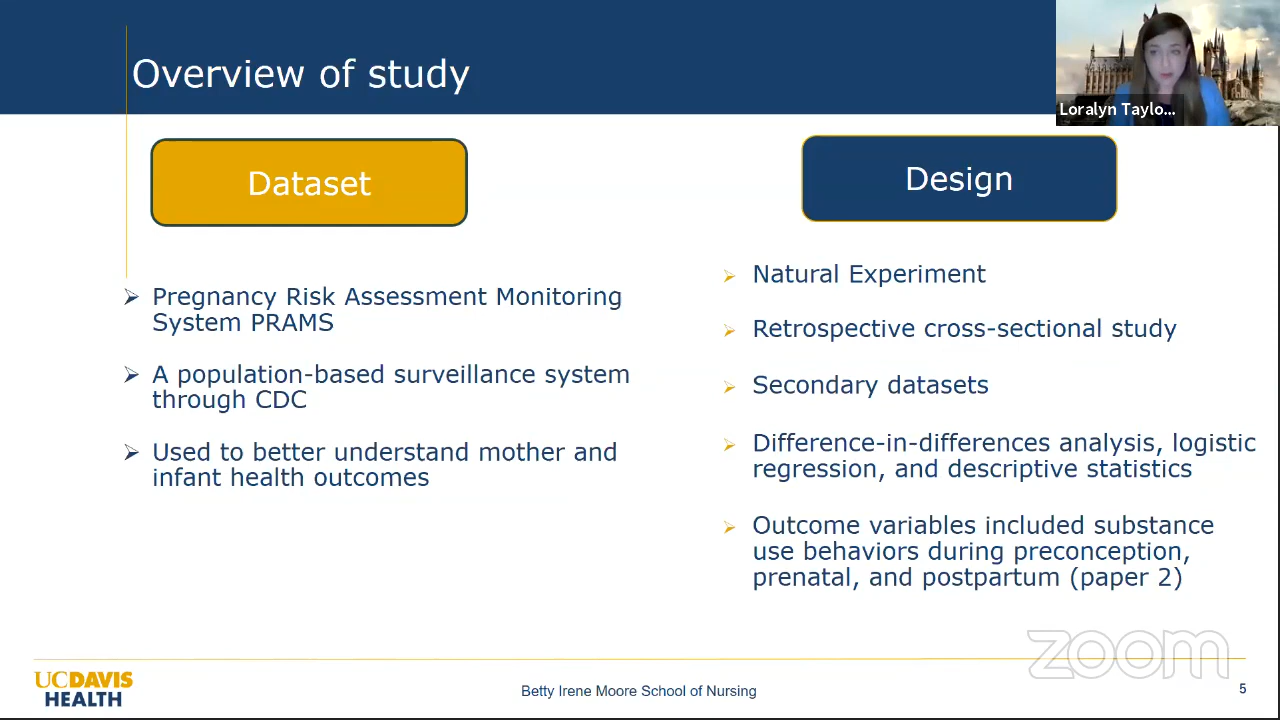 Overview of study
Loralyn Taylo...
Dataset
Design
Pregnancy Risk Assessment Monitoring
System PRAMS
A population-based surveillance system
through CDC
Used to better understand mother and
infant health outcomes
Natural Experiment
Retrospective cross-sectional study
Secondary datasets
Difference-in-differences analysis, logistic
regression, and descriptive statistics
Outcome variables included substance
use behaviors during preconception,
prenatal, and postpartum (paper 2)
zoom
UCDAVIS
HEALTH
Betty Irene Moore School of Nursing
5